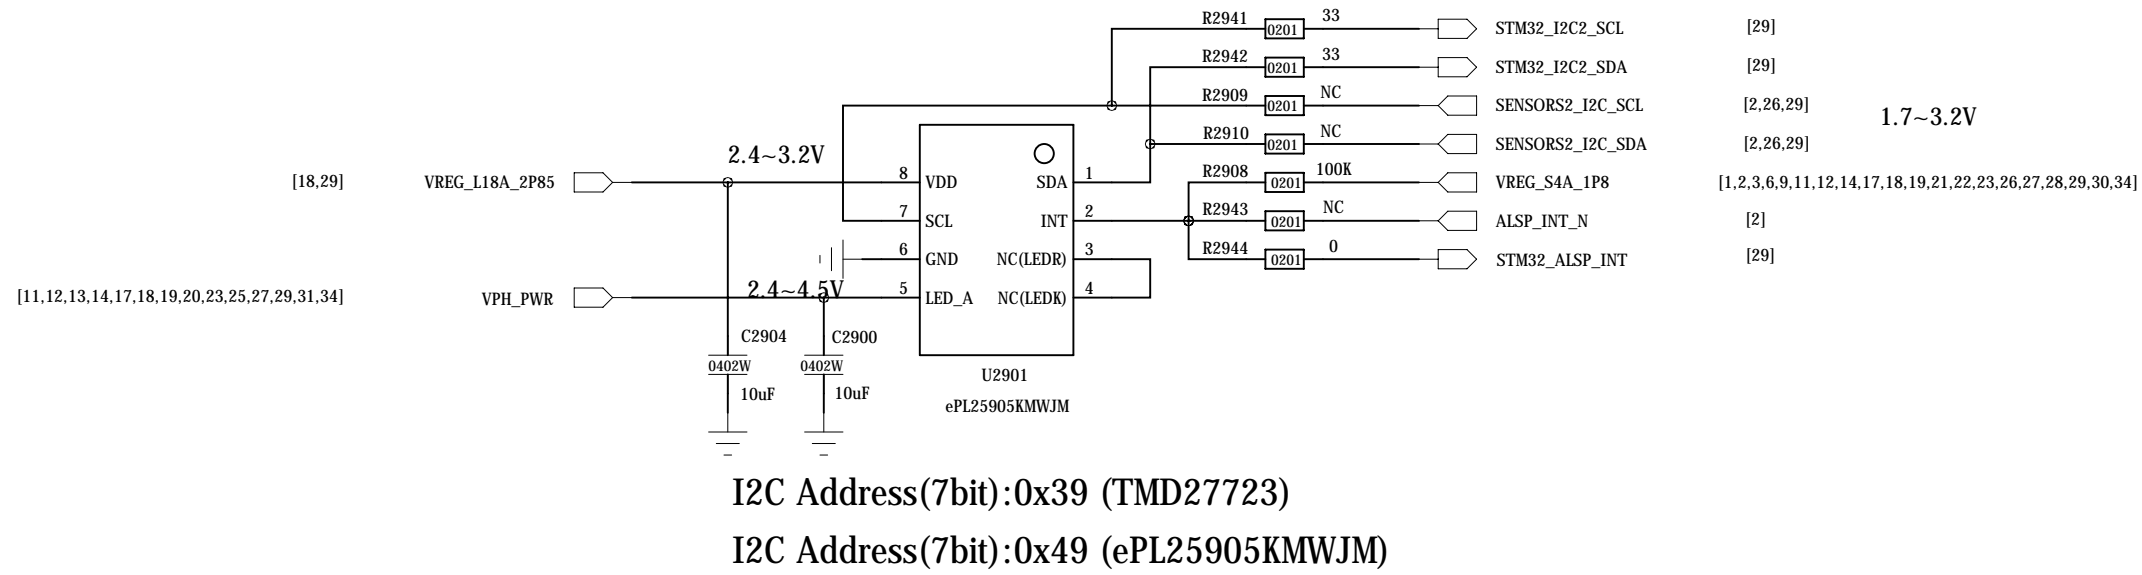 R2941 0201 33 STM32_I2C2_SCL [29]
R2942 0201 33 STM32_I2C2_SDA [29]
R2909 0201 NC SENSORS2_I2C_SCL [2,26,29]
1.7~3.2V
R2910 0201 NC SENSORS2_I2C_SDA [2,26,29]
2.4~3.2V
[18,29] VREG_L18A_2P85 8 VDD SDA 1 R2908 0201 100K VREG_S4A_1P8 [1,2,3,6,9,11,12,14,17,18,19,21,22,23,26,27,28,29,30,34]
7 SCL INT 2 R2943 0201 NC ALSP_INT_N [2]
6 GND NC(LEDR) 3 R2944 0201 0 STM32_ALSP_INT [29]
2.4~4.5V
[11,12,13,14,17,18,19,20,23,25,27,29,31,34] VPH_PWR 5 LED_A NC(LEDK) 4
C2904 C2900
0402W 0402W
U2901
10uF 10uF
ePL25905KMWJM
I2C Address(7bit):0x39 (TMD27723)
I2C Address(7bit):0x49 (ePL25905KMWJM)